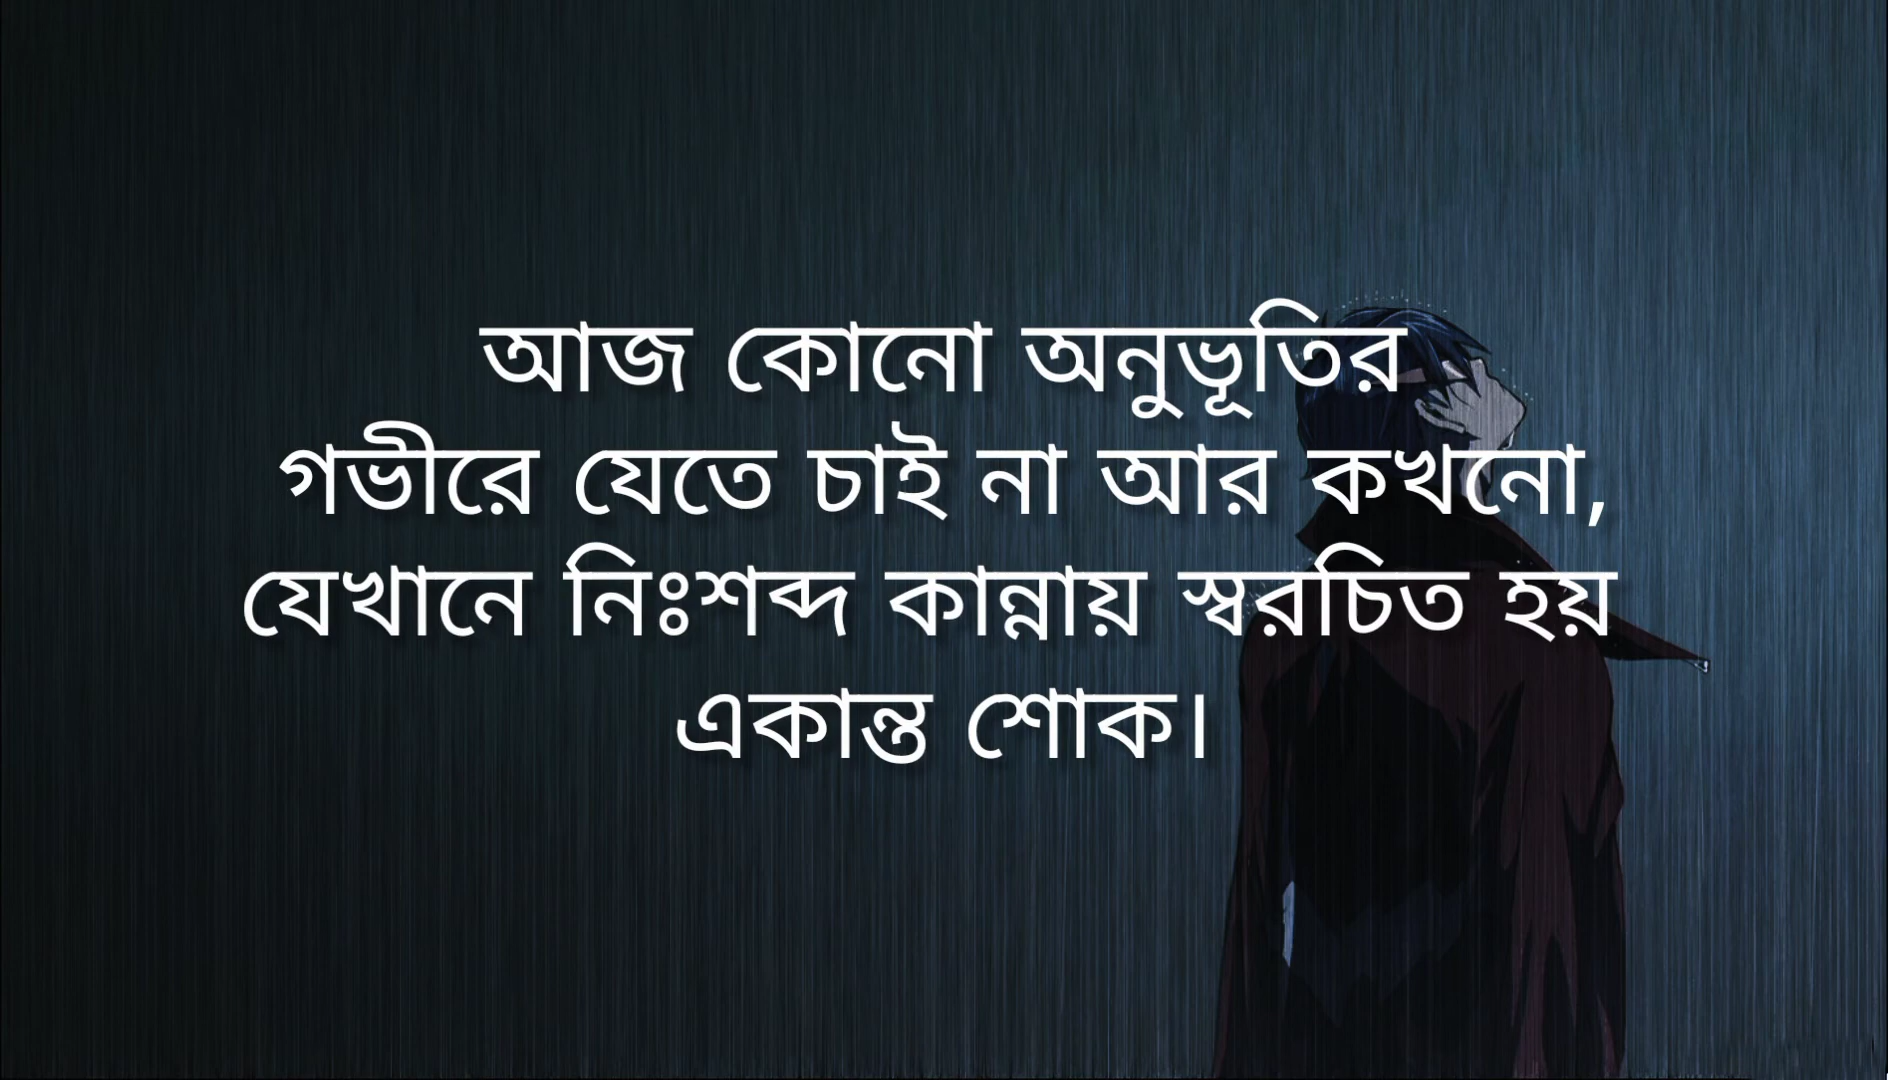 আজ কোনো অনুভূতির
গভীরে যেতে চাই না আর কখনো,
যেখানে নিঃশব্দ কান্নায় স্বরচিত হয়
একান্ত শোক।